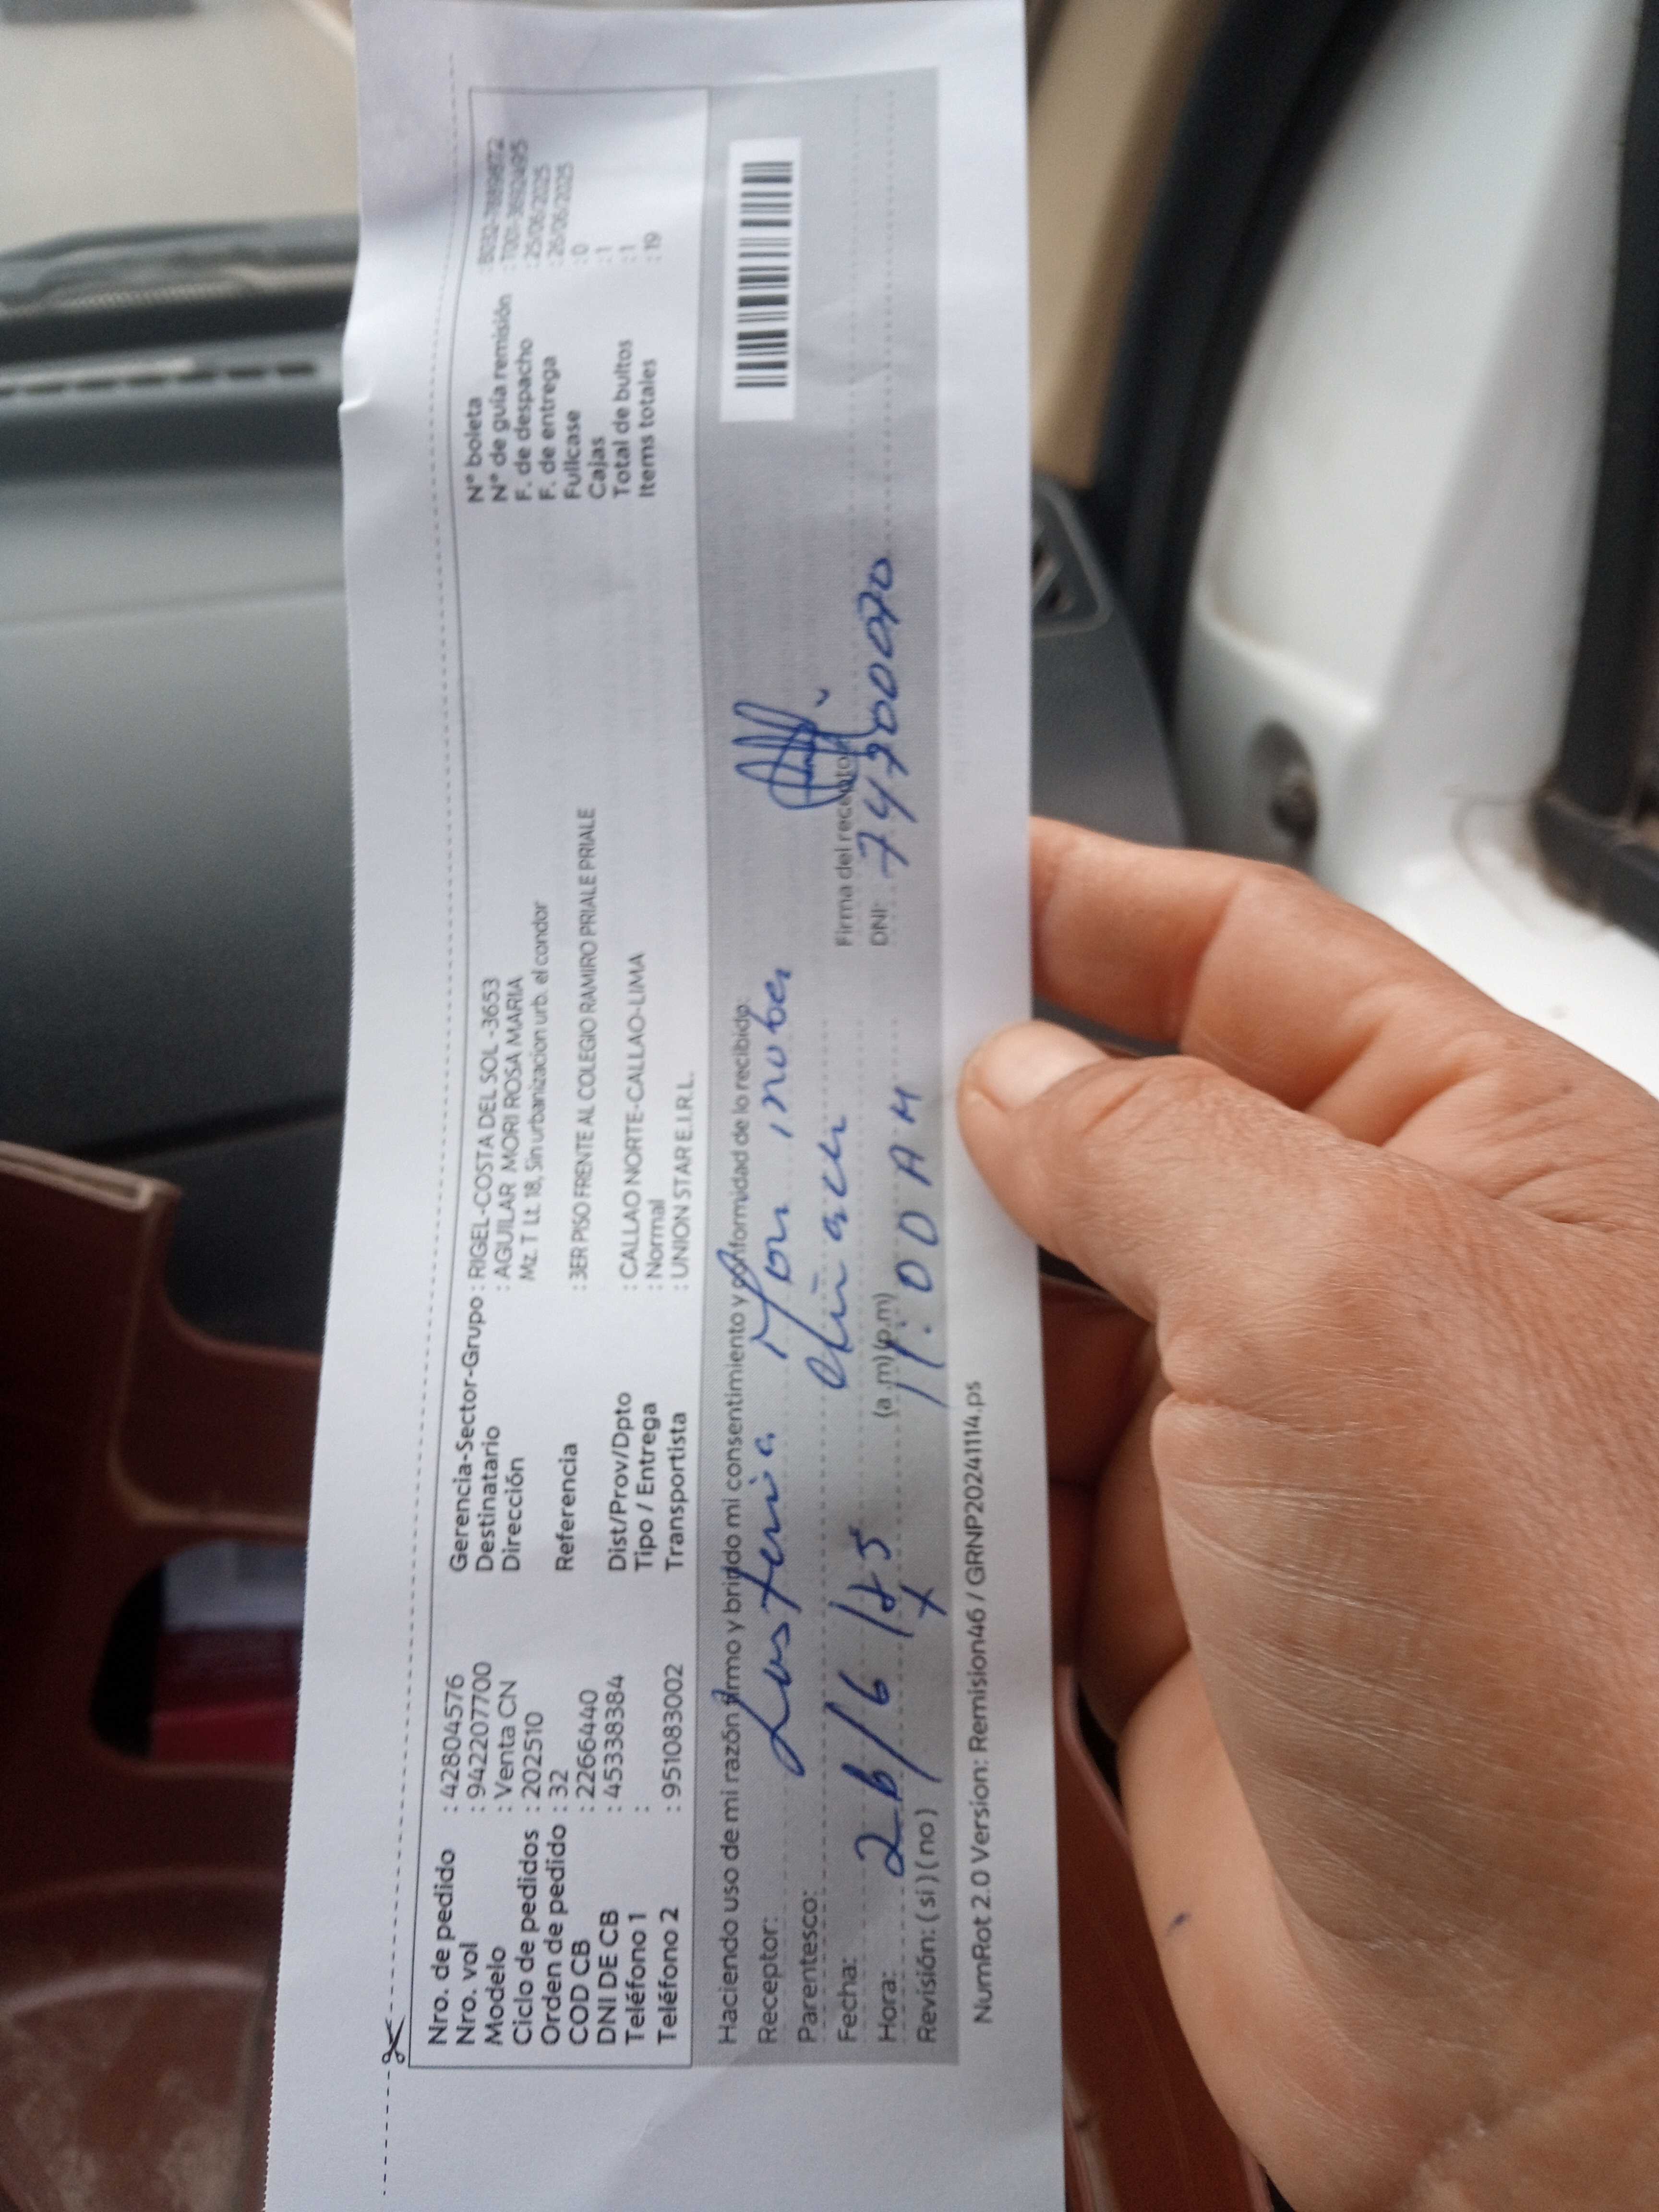 Nro. de pedido : 42804576
Nro. vol : 942207700
Modelo : Venta CN
Ciclo de pedidos : 202510
Orden de pedido : 32
COD CB : 2266440
DNI DE CB : 45338384
Teléfono 1 :
Teléfono 2 : 951083002
Gerencia-Sector-Grupo : RIGEL-COSTA DEL SOL -3653
Destinatario : AGUILAR MORI ROSA MARIA
Dirección Mz. T Lt. 18, Sin urbanizacion urb. el condor
Referencia : 3ER PISO FRENTE AL COLEGIO RAMIRO PRIALE PRIALE
Dist/Prov/Dpto : CALLAO NORTE-CALLAO-LIMA
Tipo / Entrega : Normal
Transportista : UNION STAR E.I.R.L.
N° boleta
N° de guía remisión
F. de despacho : 25/06/2025
F. de entrega : 26/06/2025
Fullcase : 0
Cajas : 1
Total de bultos : 1
Items totales : 19
Haciendo uso de mi razón firmo y brindo mi consentimiento y conformidad de lo recibido:
Receptor: Mori
Parentesco:
Fecha: 26/6/25
Hora: (a.m) (p.m) 1:00 AM
Revisión: (si) (no) x
Firma del receptor
DNI: 74700070
NumRot 2.0 Version: Remision46 / GRNP20241114.ps